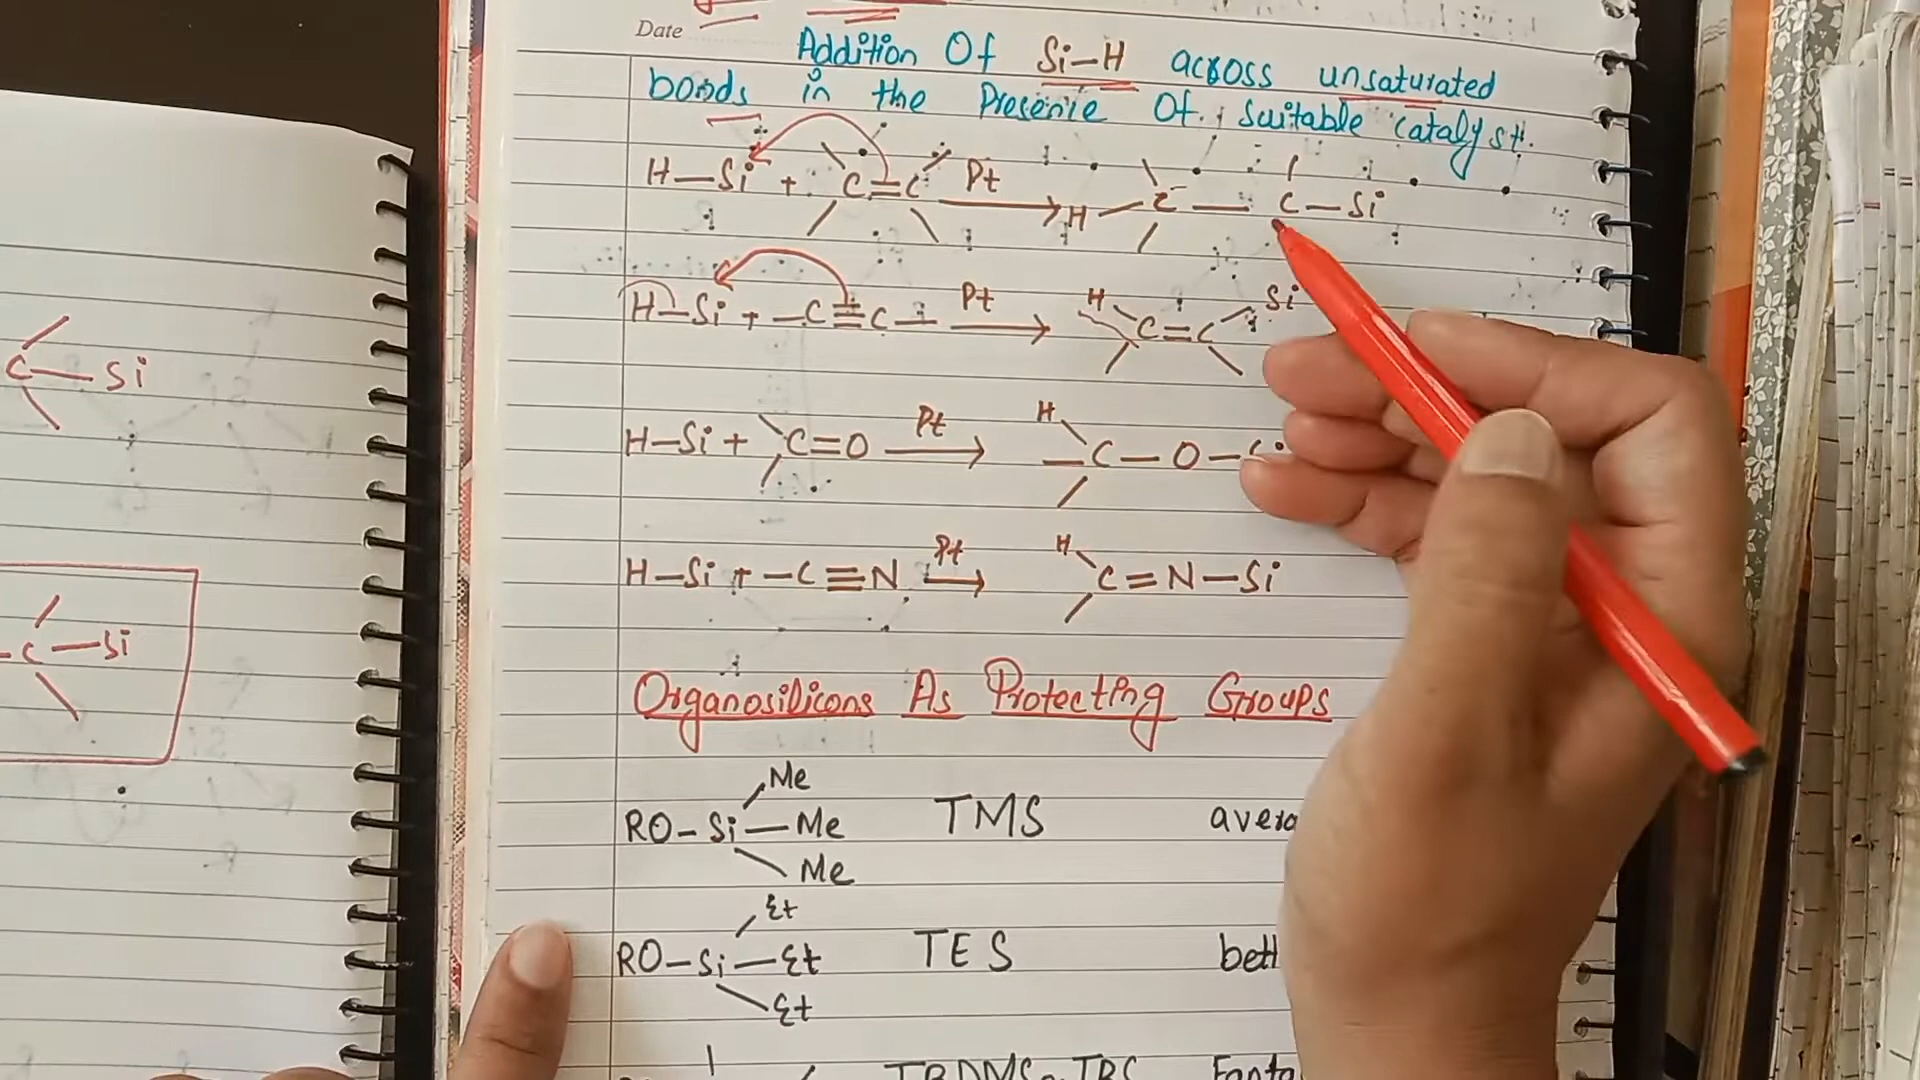 Date
Addition Of Si-H across unsaturated
bonds in the Presence Of suitable catalyst.
H-Si + C=C Pt → H-C-C-Si
H-Si + -C≡C- Pt → H C=C Si
H-Si + C=O Pt → H -C-O-
H-Si + -C≡N Pt → H C=N-Si
Organosilicons As Protecting Groups
RO-Si-Me Me Me TMS
RO-Si-Et Et Et TES
C-Si
-C-Si